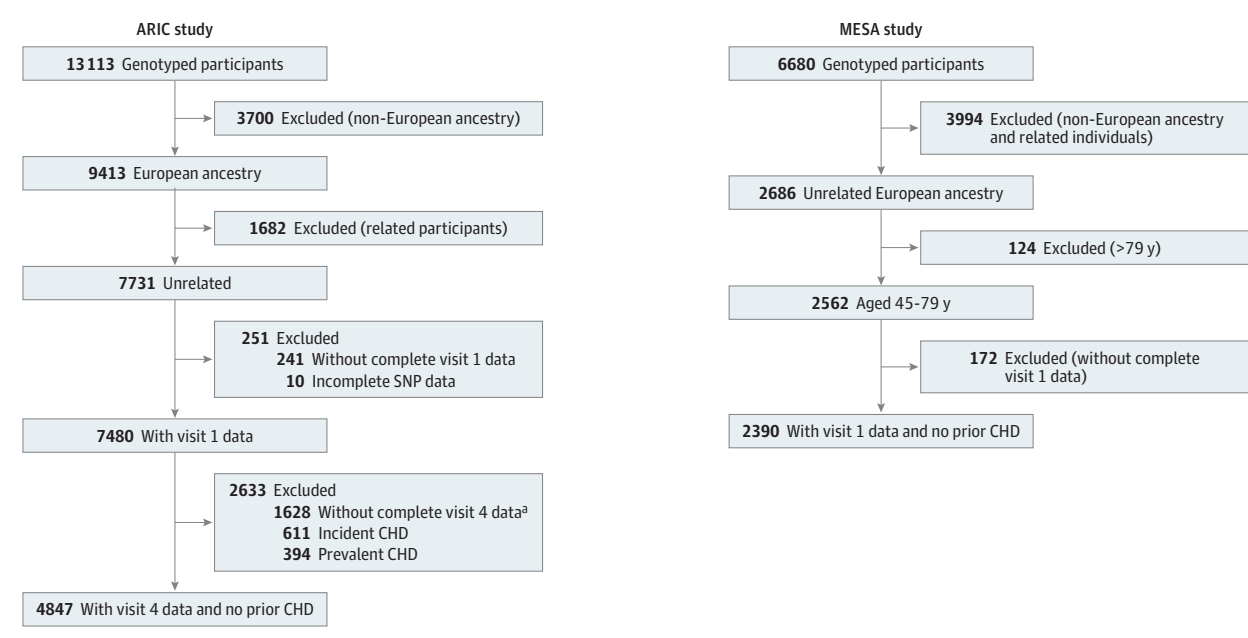 ARIC study
13 113 Genotyped participants
3700 Excluded (non-European ancestry)
9413 European ancestry
1682 Excluded (related participants)
7731 Unrelated
251 Excluded
241 Without complete visit 1 data
10 Incomplete SNP data
7480 With visit 1 data
2633 Excluded
1628 Without complete visit 4 dataᵃ
611 Incident CHD
394 Prevalent CHD
4847 With visit 4 data and no prior CHD
MESA study
6680 Genotyped participants
3994 Excluded (non-European ancestry
and related individuals)
2686 Unrelated European ancestry
124 Excluded (>79 y)
2562 Aged 45-79 y
172 Excluded (without complete
visit 1 data)
2390 With visit 1 data and no prior CHD